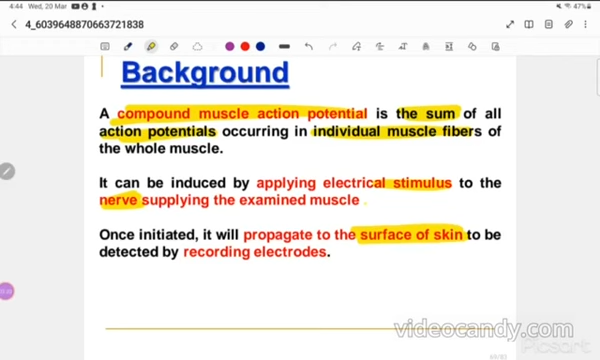 4:44 Wed, 20 Mar
47%
4_6039648870663721838
Background
A compound muscle action potential is the sum of all
action potentials occurring in individual muscle fibers of
the whole muscle.
It can be induced by applying electrical stimulus to the
nerve supplying the examined muscle .
Once initiated, it will propagate to the surface of skin to be
detected by recording electrodes.
videocandy.com
Picsart